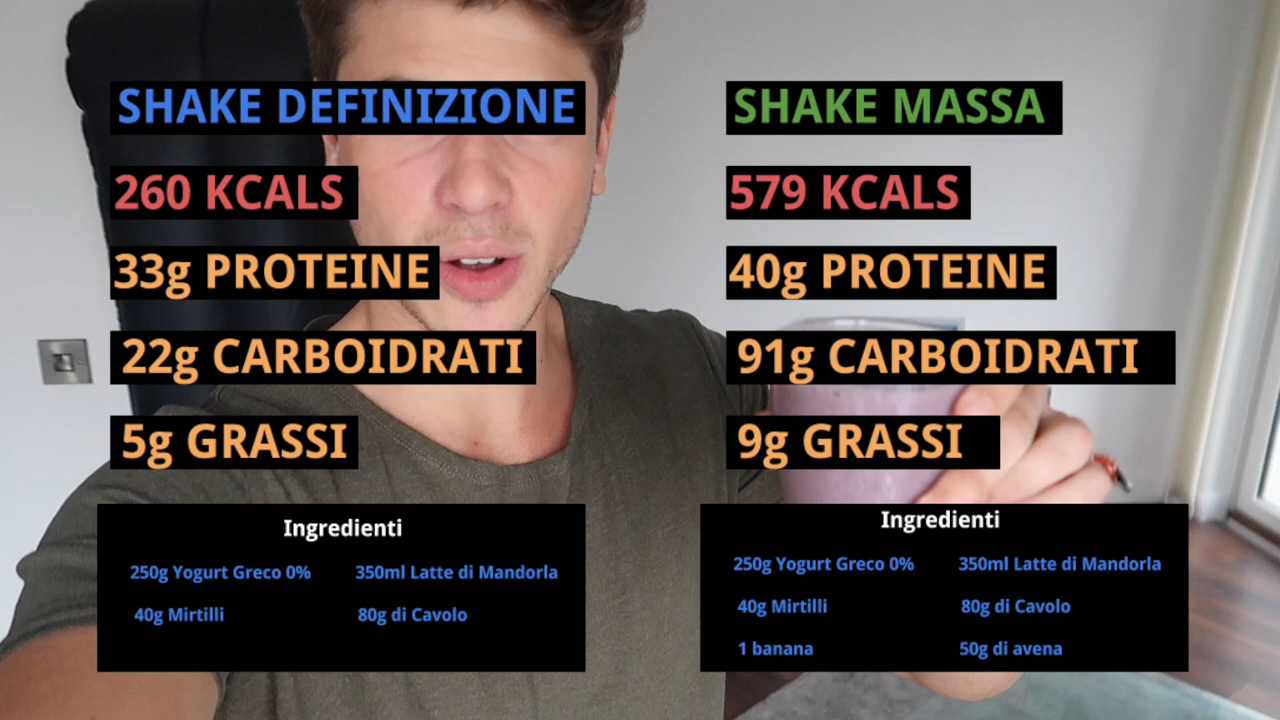 SHAKE DEFINIZIONE
260 KCALS
33g PROTEINE
22g CARBOIDRATI
5g GRASSI
Ingredienti
250g Yogurt Greco 0% 350ml Latte di Mandorla
40g Mirtilli 80g di Cavolo
SHAKE MASSA
579 KCALS
40g PROTEINE
91g CARBOIDRATI
9g GRASSI
Ingredienti
250g Yogurt Greco 0% 350ml Latte di Mandorla
40g Mirtilli 80g di Cavolo
1 banana 50g di avena